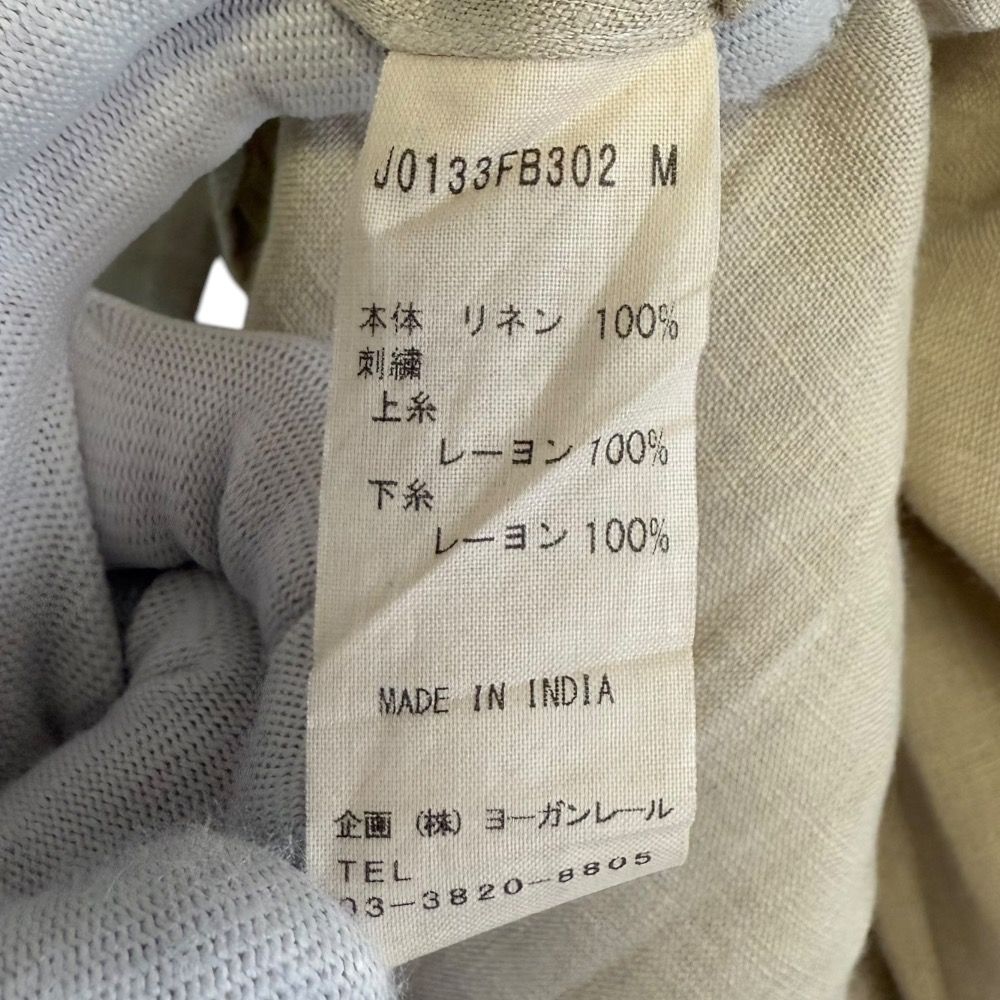 J0133FB302 M
本体 リネン 100%
刺繍
上糸
レーヨン 100%
下糸
レーヨン 100%
MADE IN INDIA
企画 (株) ヨーガンレール
TEL
03-3820-8805